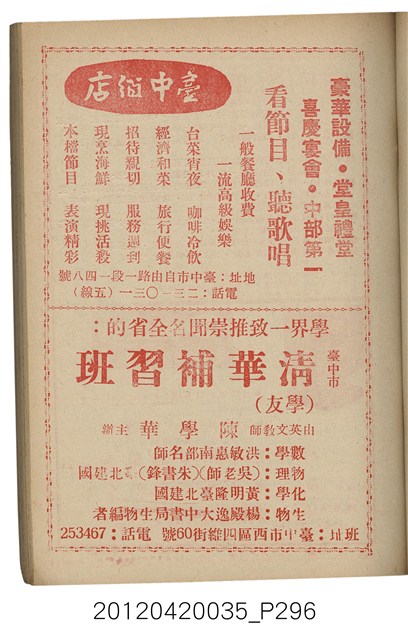 豪華設備・堂皇禮堂
喜慶宴會・中部第一
看節目、聽歌唱
一般餐廳收費
一流高級娛樂
台菜宵夜 咖啡冷飲
經濟和菜 旅行便餐
招待親切 服務週到
現烹海鮮 現挑活殺
本檔節目 表演精彩
臺中 店
地址:臺中市自由路一段一四八號
電話:二三一〇三一(五線)
學界一致推崇聞名全省的:
臺中市
清華補習班
(學友)
由英文教師 陳學華 主辦
數學:洪敏惠南部名師
物理:(吳老師)(朱書鋒) 北建國
化學:黃明隆臺北建國
生物:楊殿逸大中書局生物編者
班址:臺中市西區四維街60號 電話:253467
20120420035_P296